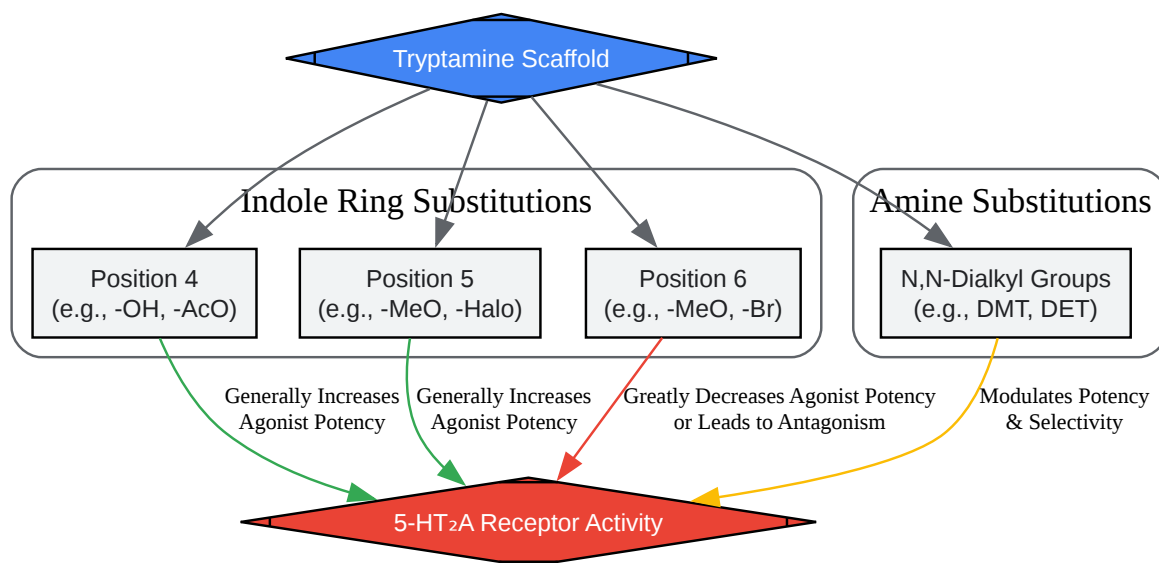 Tryptamine Scaffold
Indole Ring Substitutions
Amine Substitutions
Position 4
(e.g., -OH, -AcO)
Position 5
(e.g., -MeO, -Halo)
Position 6
(e.g., -MeO, -Br)
N,N-Dialkyl Groups
(e.g., DMT, DET)
Generally Increases
Agonist Potency
Generally Increases
Agonist Potency
Greatly Decreases Agonist Potency
or Leads to Antagonism
Modulates Potency
& Selectivity
5-HT₂A Receptor Activity